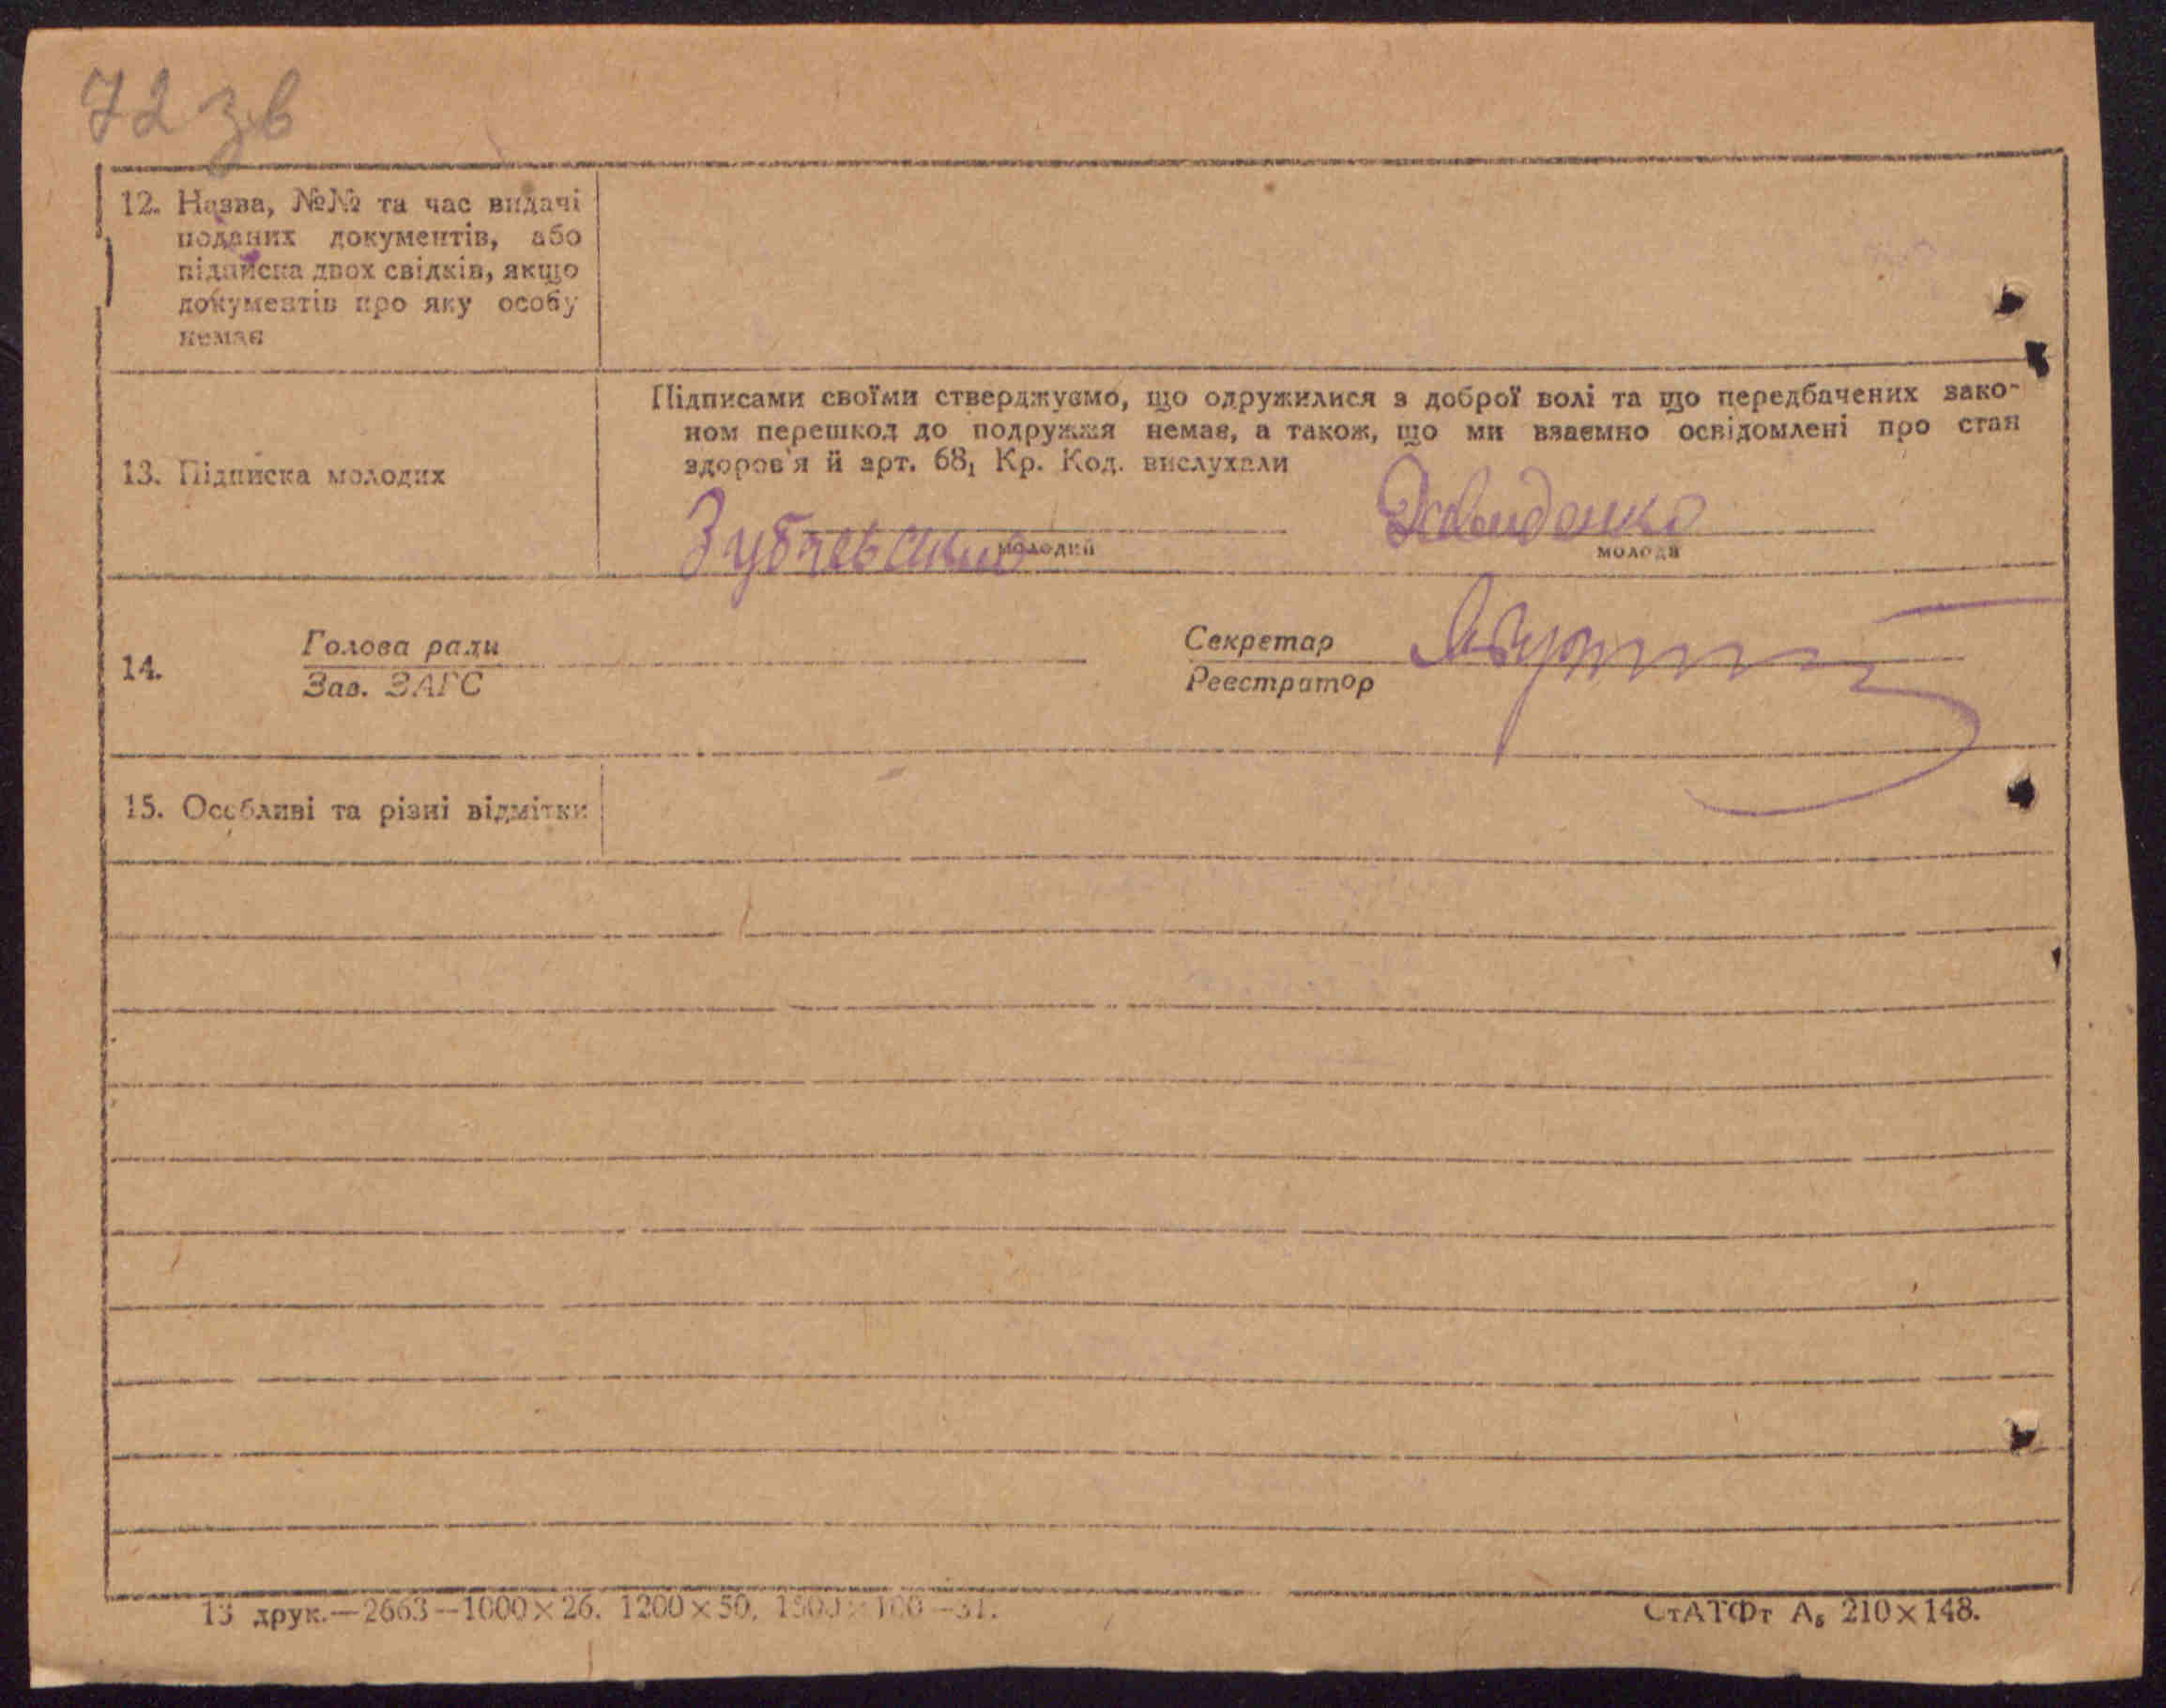 72 зв
12. Назва, №№ та час видачі
поданих документів, або
підписка двох свідків, якщо
документів про яку особу
немає
Підписами своїми стверджуємо, що одружилися з доброї волі та що передбачених зако-
ном перешкод до подружжя немає, а також, що ми взаємно освідомлені про стан
13. Підписка молодих
здоров'я й арт. 68₁ Кр. Код. вислухали
Давиденко
молодий
молода
Голова ради
Секретар
14.
Зав. ЗАГС
Реєстратор
15. Особливі та різні відмітки
13 друк.—2663—1000×26. 1200×50, 1500×100—31.
СтАТФт А₅ 210×148.